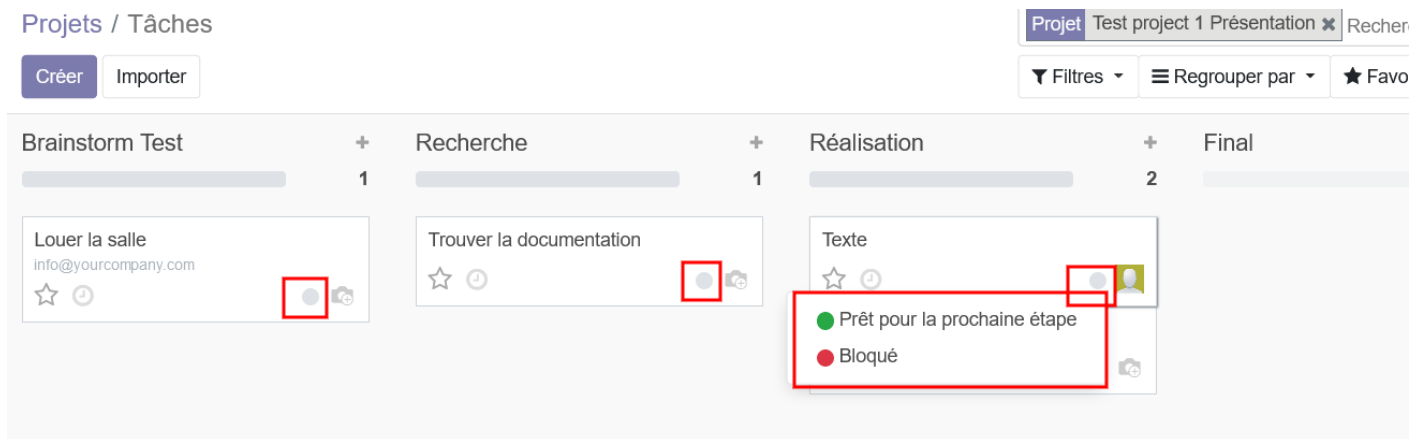 Projets / Tâches
Projet Test project 1 Présentation ✖
Créer Importer
Filtres Regrouper par
Brainstorm Test + Recherche + Réalisation + Final
1 1 2
Louer la salle Trouver la documentation Texte
info@yourcompany.com
Prêt pour la prochaine étape
Bloqué